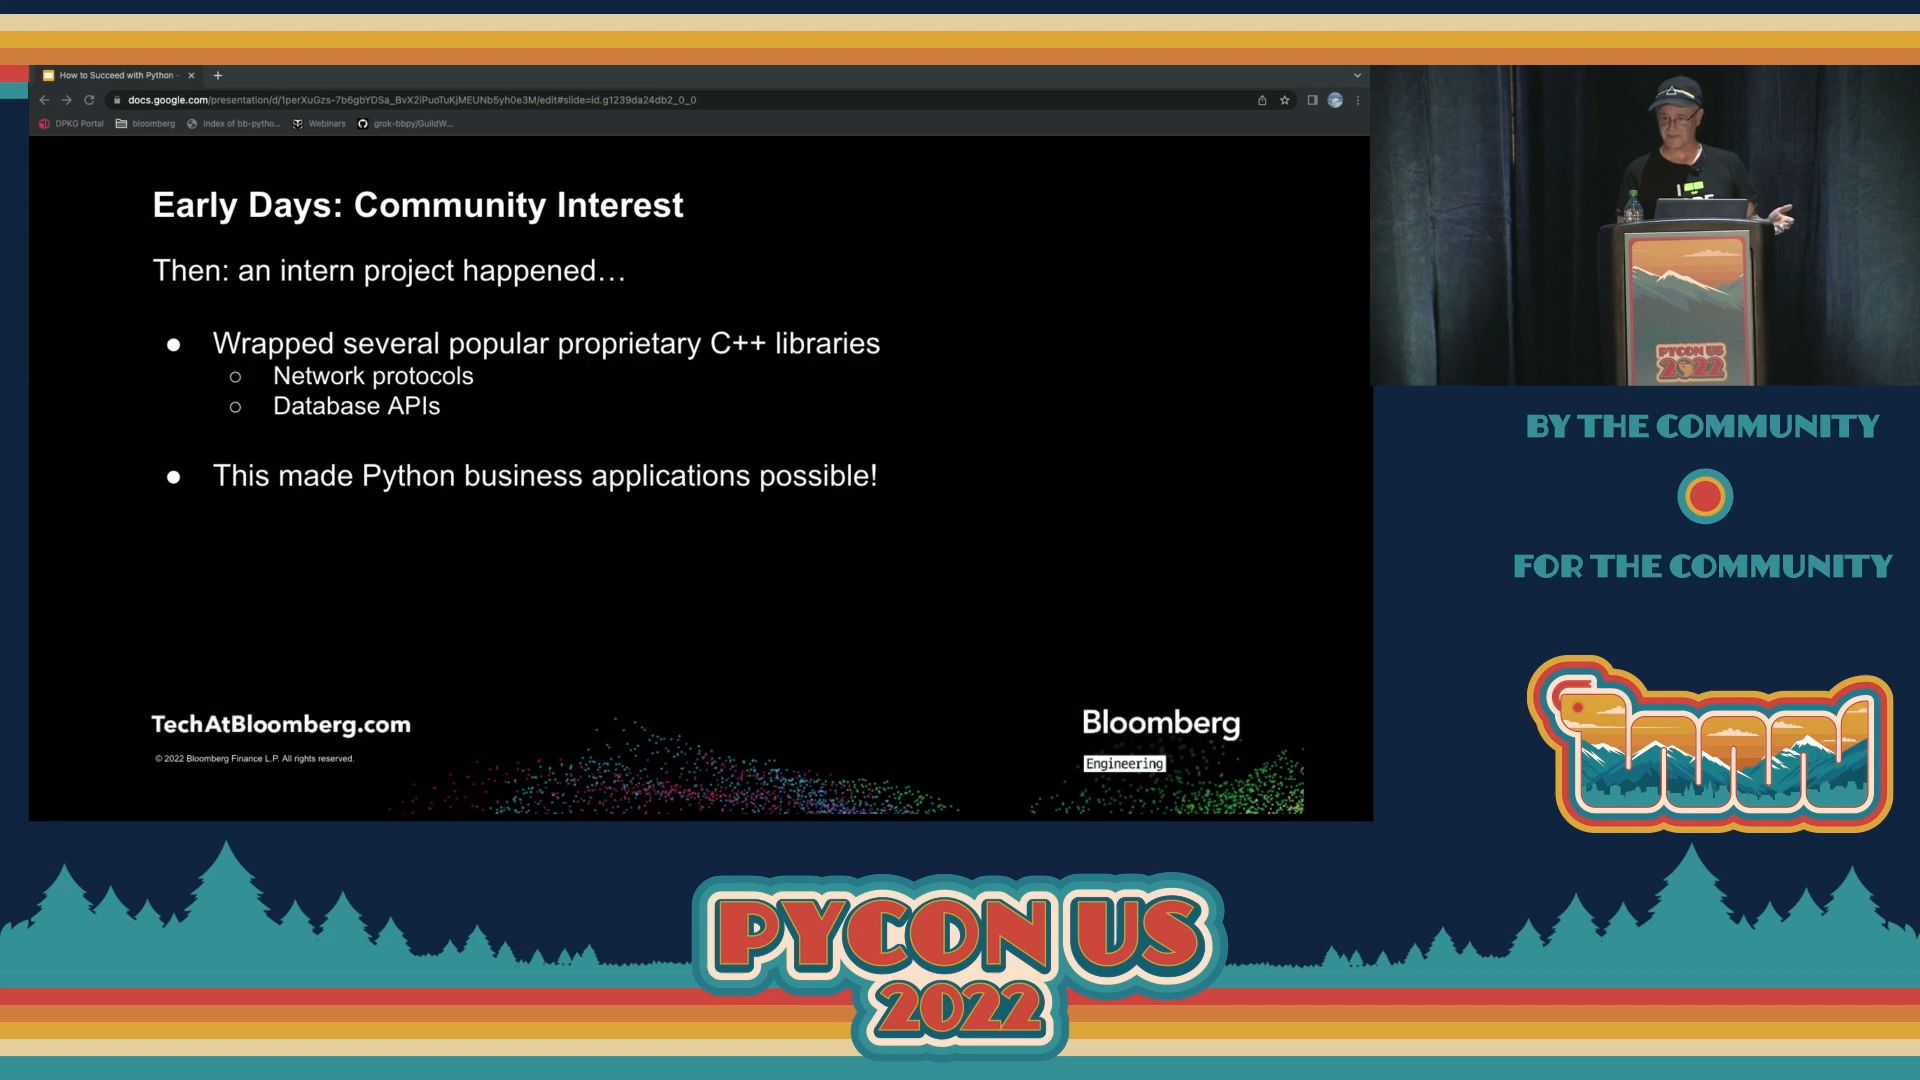 How to Succeed with Python -
docs.google.com/presentation/d/1perXuGzs-7b6gbYDSa_BvX2iPuoTuKjMEUNb5yh0e3M/edit#slide=id.g1239da24db2_0_0
DPKG Portal
bloomberg
Index of bb-pytho...
Webinars
grok-bbpy/GuildW...
Early Days: Community Interest
Then: an intern project happened…
● Wrapped several popular proprietary C++ libraries
○ Network protocols
○ Database APIs
● This made Python business applications possible!
TechAtBloomberg.com
© 2022 Bloomberg Finance L.P. All rights reserved.
Bloomberg
Engineering
PYCON US
2022
BY THE COMMUNITY
FOR THE COMMUNITY
PYCON US
2022